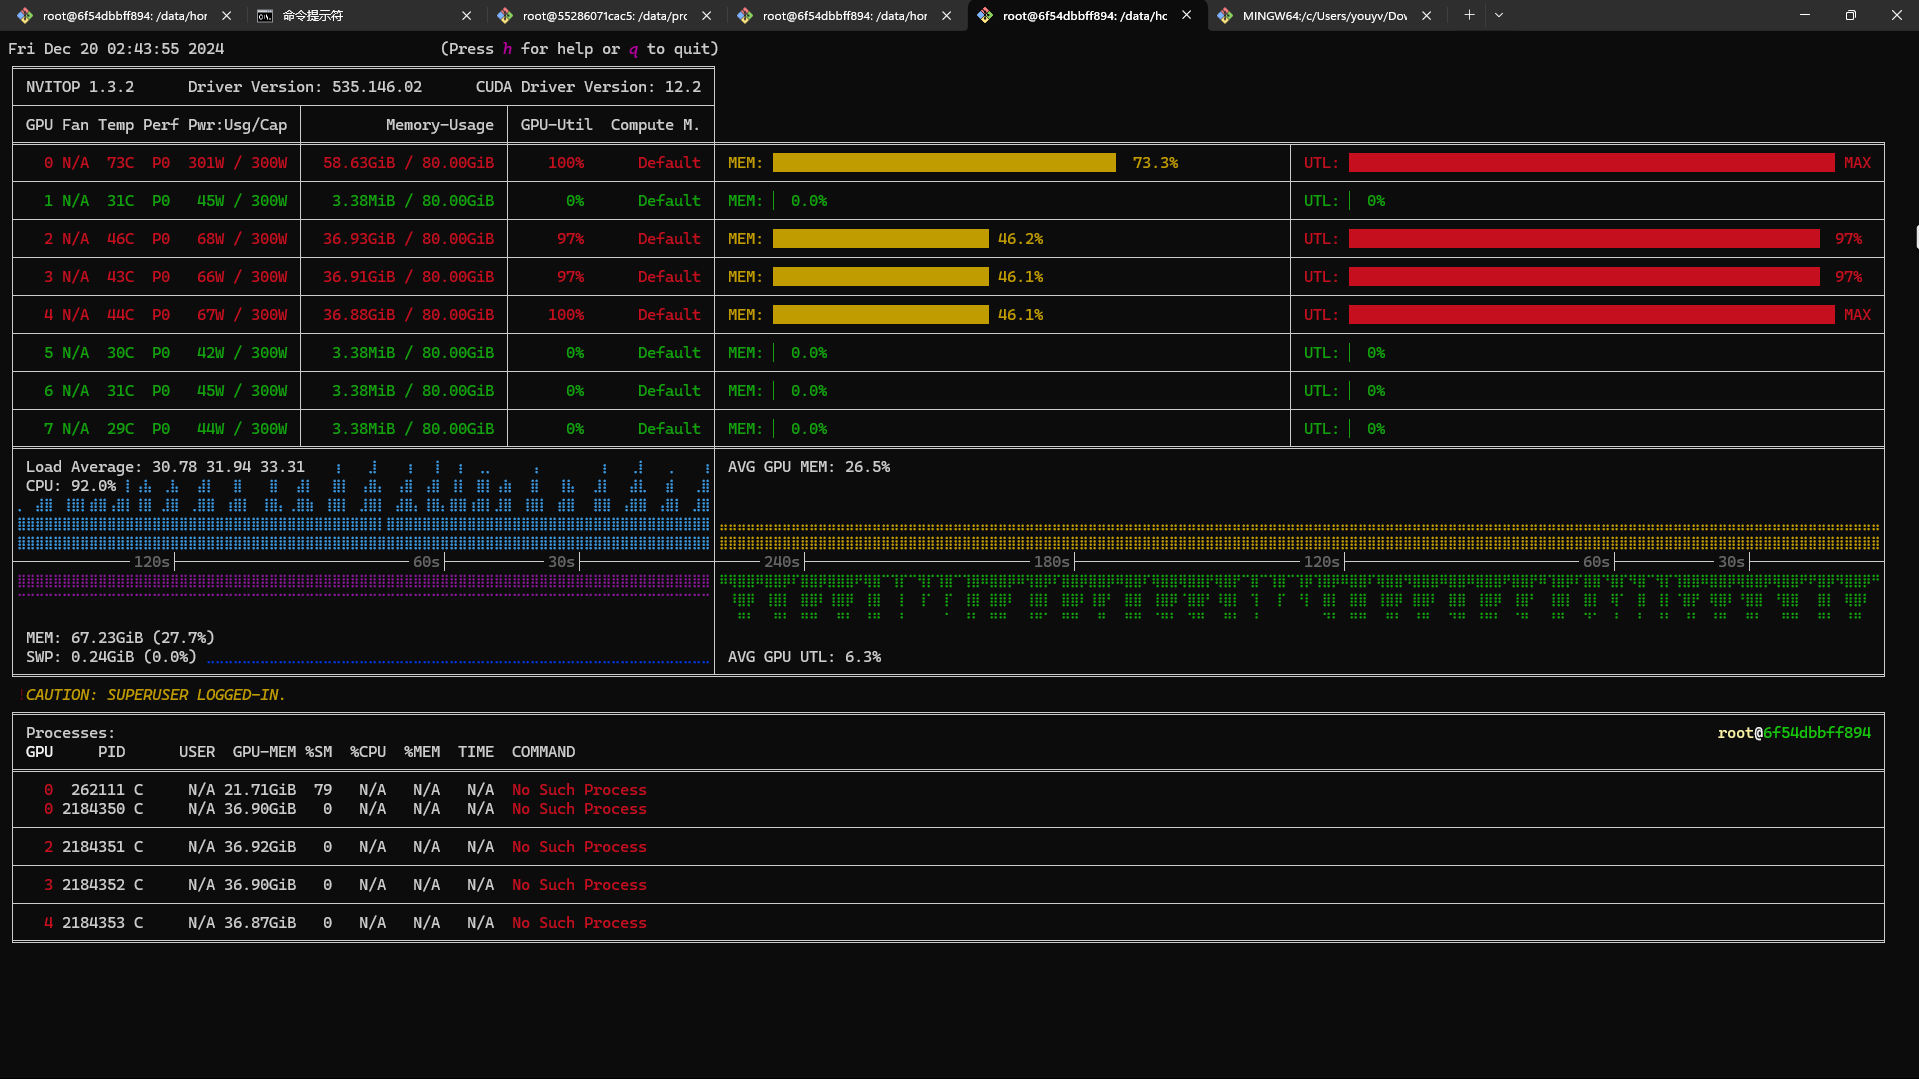 root@6f54dbbff894: /data/hor
命令提示符
root@55286071cac5: /data/prc
root@6f54dbbff894: /data/hor
root@6f54dbbff894: /data/hc
MINGW64:/c/Users/youyv/Dov
Fri Dec 20 02:43:55 2024 (Press h for help or q to quit)
NVITOP 1.3.2 Driver Version: 535.146.02 CUDA Driver Version: 12.2
GPU Fan Temp Perf Pwr:Usg/Cap Memory-Usage GPU-Util Compute M.
0 N/A 73C P0 301W / 300W 58.63GiB / 80.00GiB 100% Default MEM: 73.3% UTL: MAX
1 N/A 31C P0 45W / 300W 3.38MiB / 80.00GiB 0% Default MEM: 0.0% UTL: 0%
2 N/A 46C P0 68W / 300W 36.93GiB / 80.00GiB 97% Default MEM: 46.2% UTL: 97%
3 N/A 43C P0 66W / 300W 36.91GiB / 80.00GiB 97% Default MEM: 46.1% UTL: 97%
4 N/A 44C P0 67W / 300W 36.88GiB / 80.00GiB 100% Default MEM: 46.1% UTL: MAX
5 N/A 30C P0 42W / 300W 3.38MiB / 80.00GiB 0% Default MEM: 0.0% UTL: 0%
6 N/A 31C P0 45W / 300W 3.38MiB / 80.00GiB 0% Default MEM: 0.0% UTL: 0%
7 N/A 29C P0 44W / 300W 3.38MiB / 80.00GiB 0% Default MEM: 0.0% UTL: 0%
Load Average: 30.78 31.94 33.31 AVG GPU MEM: 26.5%
CPU: 92.0%
120s 60s 30s 240s 180s 120s 60s 30s
MEM: 67.23GiB (27.7%)
SWP: 0.24GiB (0.0%) AVG GPU UTL: 6.3%
!CAUTION: SUPERUSER LOGGED-IN.
Processes: root@6f54dbbff894
GPU PID USER GPU-MEM %SM %CPU %MEM TIME COMMAND
0 262111 C N/A 21.71GiB 79 N/A N/A N/A No Such Process
0 2184350 C N/A 36.90GiB 0 N/A N/A N/A No Such Process
2 2184351 C N/A 36.92GiB 0 N/A N/A N/A No Such Process
3 2184352 C N/A 36.90GiB 0 N/A N/A N/A No Such Process
4 2184353 C N/A 36.87GiB 0 N/A N/A N/A No Such Process